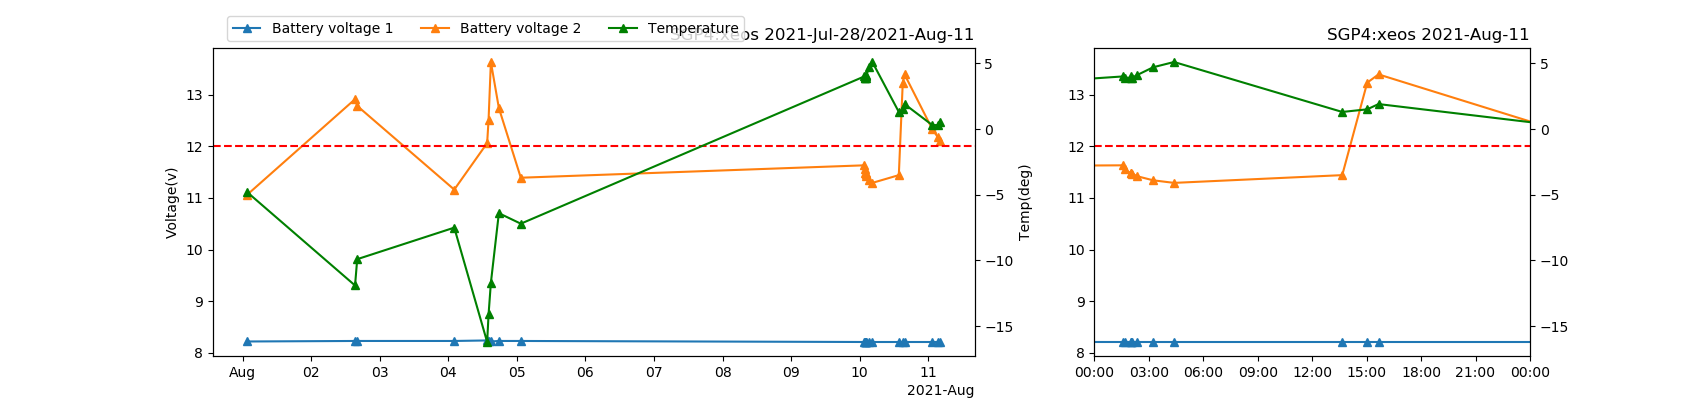 Battery voltage 1 Battery voltage 2 Temperature
SGP4:xeos 2021-Jul-28/2021-Aug-11
Voltage(v)
13
12
11
10
9
8
5
0
−5
−10
−15
Temp(deg)
Aug 02 03 04 05 06 07 08 09 10 11
2021-Aug
SGP4:xeos 2021-Aug-11
13
12
11
10
9
8
5
0
−5
−10
−15
00:00 03:00 06:00 09:00 12:00 15:00 18:00 21:00 00:00